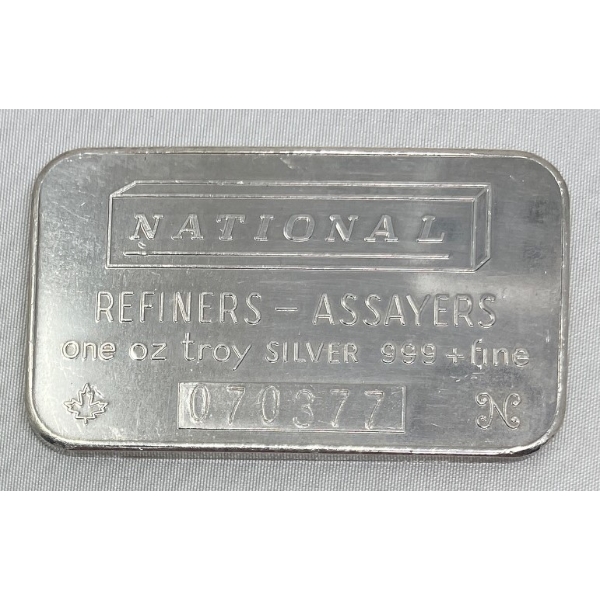 NATIONAL
REFINERS – ASSAYERS
one oz troy SILVER 999+fine
070377
N